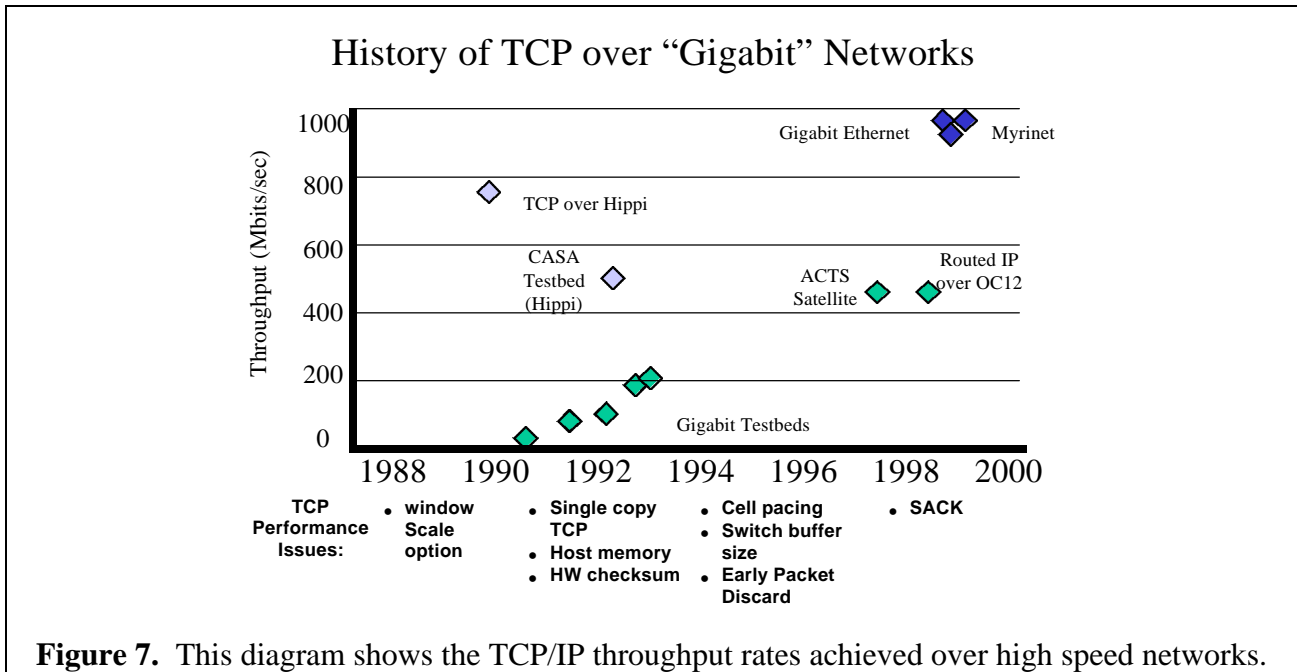 History of TCP over “Gigabit” Networks
Throughput (Mbits/sec)
1000
800
600
400
200
0
Gigabit Ethernet
Myrinet
TCP over Hippi
CASA
Testbed
(Hippi)
ACTS
Satellite
Routed IP
over OC12
Gigabit Testbeds
1988 1990 1992 1994 1996 1998 2000
TCP
Performance
Issues:
• window
Scale
option
• Single copy
TCP
• Host memory
• HW checksum
• Cell pacing
• Switch buffer
size
• Early Packet
Discard
• SACK
Figure 7. This diagram shows the TCP/IP throughput rates achieved over high speed networks.